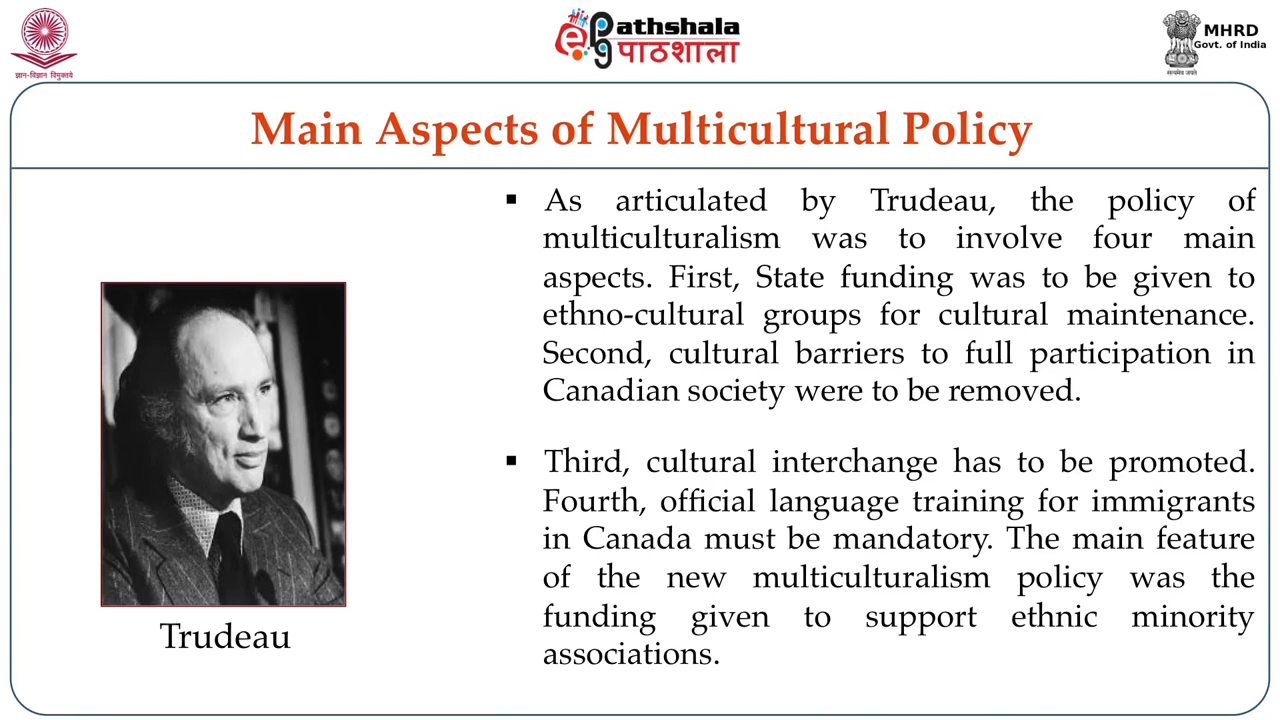 ज्ञान-विज्ञान विमुक्तये
ePathshala
पाठशाला
MHRD
Govt. of India
सत्यमेव जयते
Main Aspects of Multicultural Policy
▪ As articulated by Trudeau, the policy of
multiculturalism was to involve four main
aspects. First, State funding was to be given to
ethno-cultural groups for cultural maintenance.
Second, cultural barriers to full participation in
Canadian society were to be removed.
▪ Third, cultural interchange has to be promoted.
Fourth, official language training for immigrants
in Canada must be mandatory. The main feature
of the new multiculturalism policy was the
funding given to support ethnic minority
associations.
Trudeau